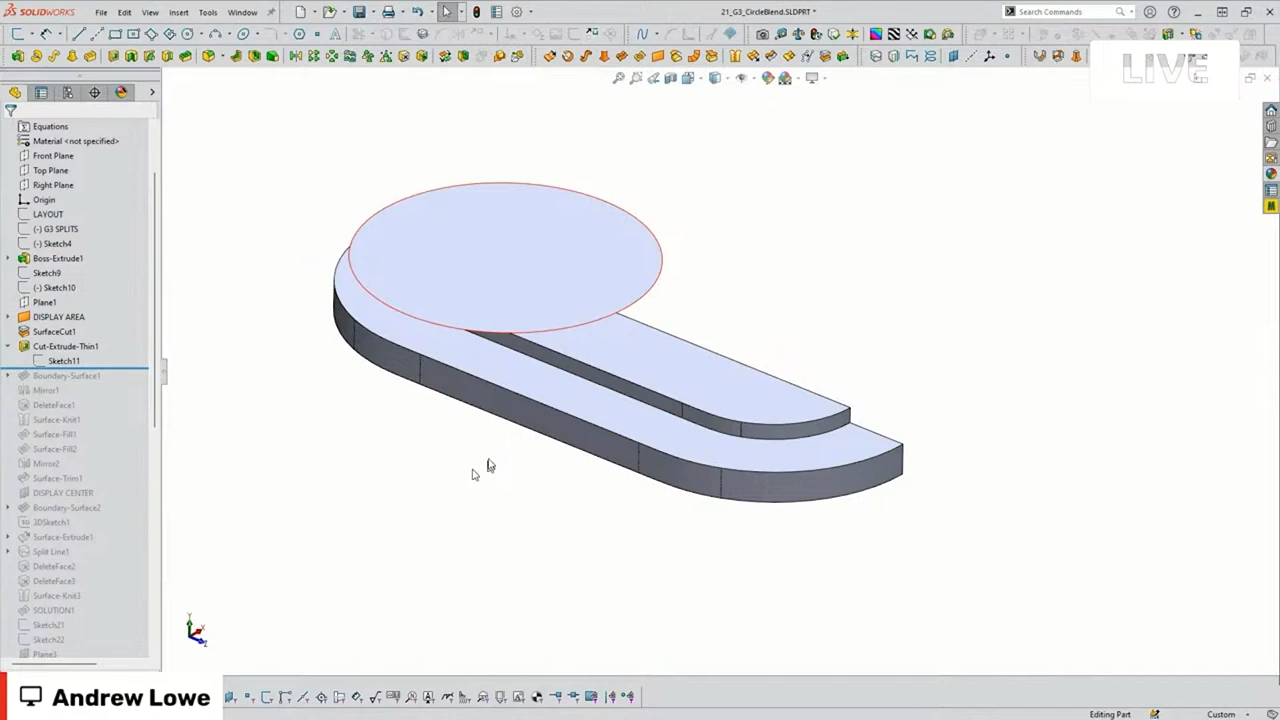 SOLIDWORKS
File
Edit
View
Insert
Tools
Window
21_G3_CircleBlend.SLDPRT *
Search Commands
LIVE
Equations
Material <not specified>
Front Plane
Top Plane
Right Plane
Origin
LAYOUT
(-) G3 SPLITS
(-) Sketch4
Boss-Extrude1
Sketch9
(-) Sketch10
Plane1
DISPLAY AREA
SurfaceCut1
Cut-Extrude-Thin1
Sketch11
Boundary-Surface1
Mirror1
DeleteFace1
Surface-Knit1
Surface-Fill1
Surface-Fill2
Mirror2
Surface-Trim1
DISPLAY CENTER
Boundary-Surface2
3DSketch1
Surface-Extrude1
Split Line1
DeleteFace2
DeleteFace3
Surface-Knit3
SOLUTION1
Sketch21
Sketch22
Plane3
Andrew Lowe
Editing Part
Custom